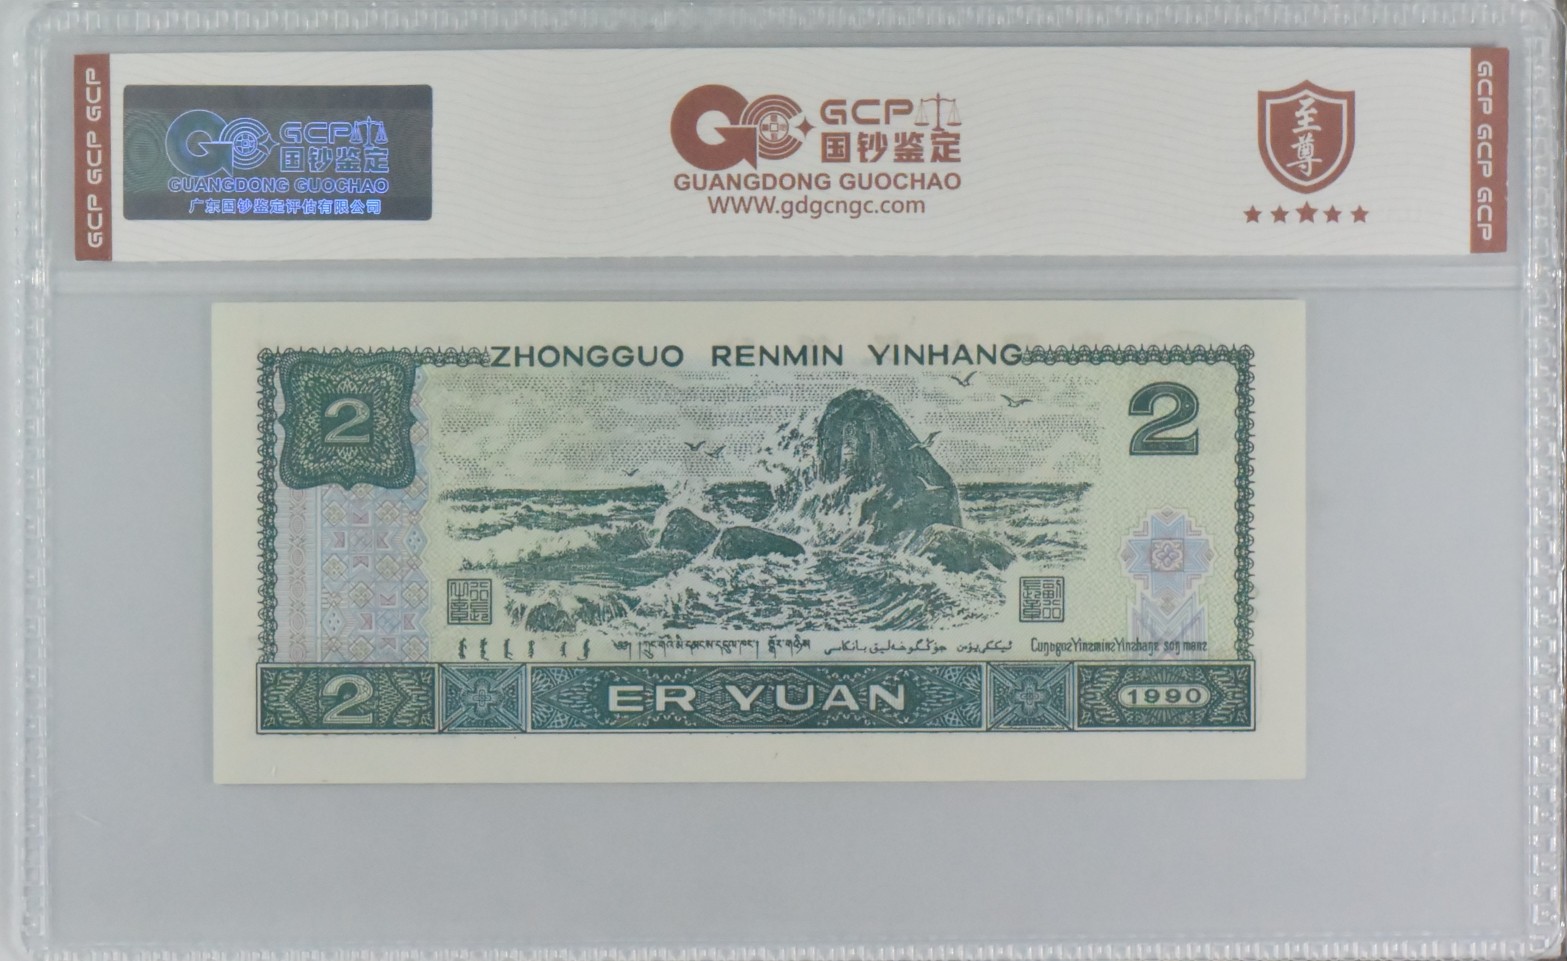 GCP GCP GCP
GCP
国钞鉴定
GUANGDONG GUOCHAO
广东国钞鉴定评估有限公司
GCP
国钞鉴定
GUANGDONG GUOCHAO
www.gdgcngc.com
至尊
GCP GCP GCP
ZHONGGUO RENMIN YINHANG
2
2
2
ER YUAN
1990